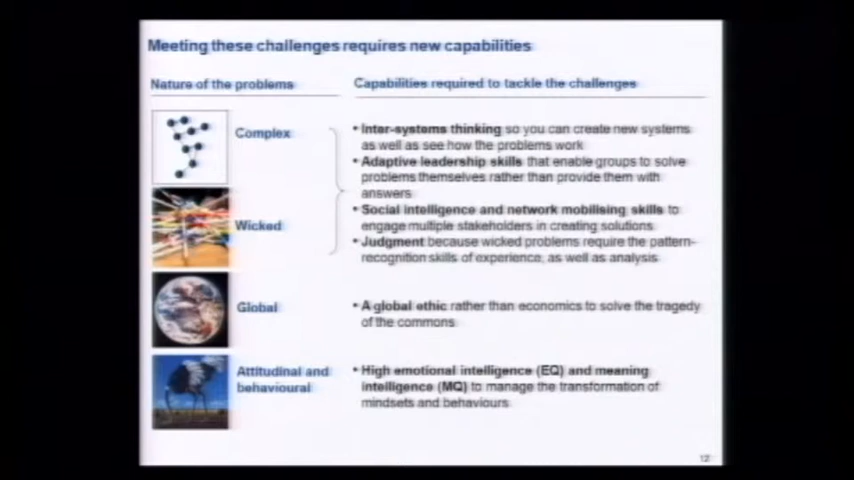 Meeting these challenges requires new capabilities
Nature of the problems
Capabilities required to tackle the challenges
Complex
• Inter-systems thinking so you can create new systems
as well as see how the problems work
• Adaptive leadership skills that enable groups to solve
problems themselves rather than provide them with
answers
Wicked
• Social intelligence and network mobilising skills to
engage multiple stakeholders in creating solutions
• Judgment because wicked problems require the pattern-
recognition skills of experience, as well as analysis
Global
• A global ethic rather than economics to solve the tragedy
of the commons
Attitudinal and
behavioural
• High emotional intelligence (EQ) and meaning
intelligence (MQ) to manage the transformation of
mindsets and behaviours
12